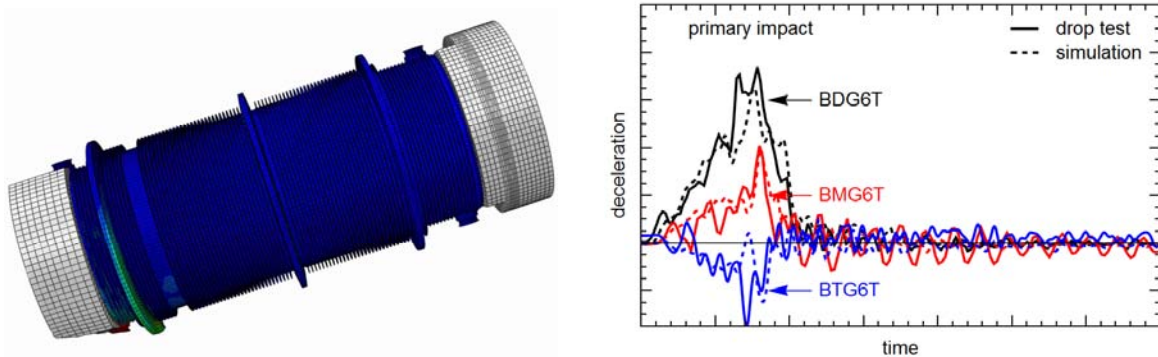 primary impact
drop test
simulation
BDG6T
BMG6T
BTG6T
deceleration
time